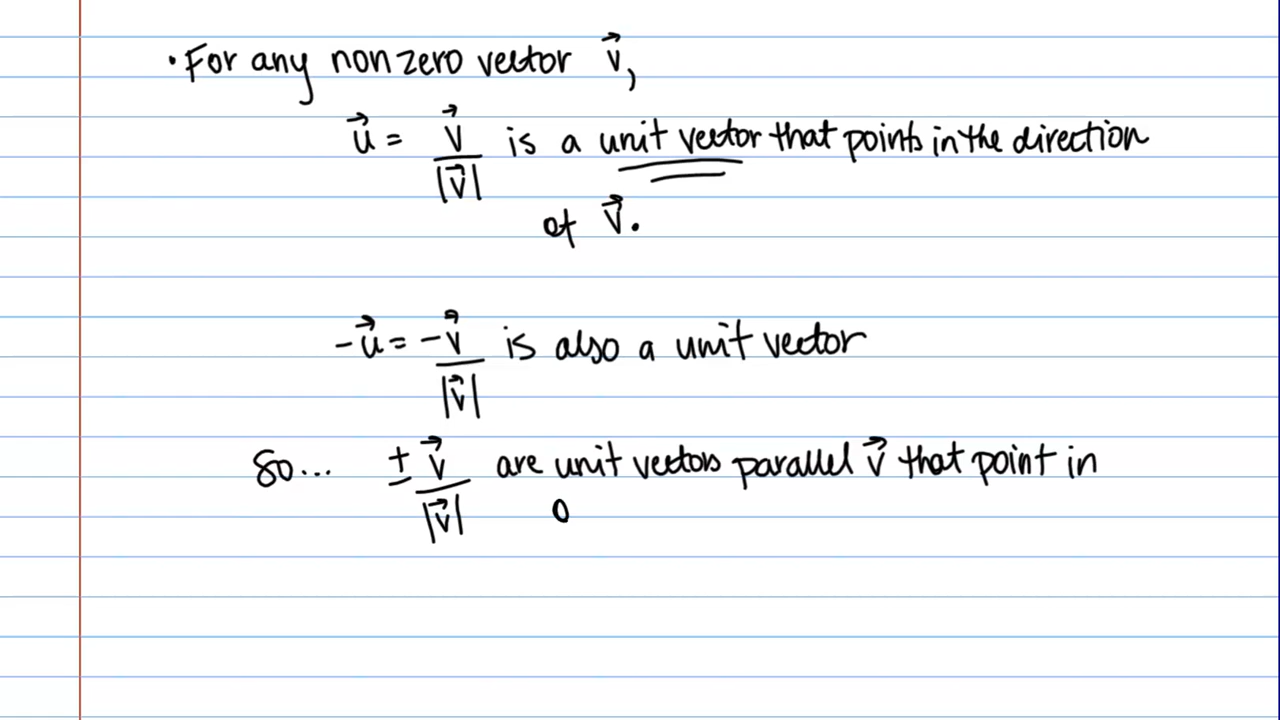 • For any nonzero vector v⃗,
u⃗ = v⃗/|v⃗| is a unit vector that points in the direction
of v⃗.
-u⃗ = -v⃗/|v⃗| is also a unit vector
So... ± v⃗/|v⃗| are unit vectors parallel v⃗ that point in
o